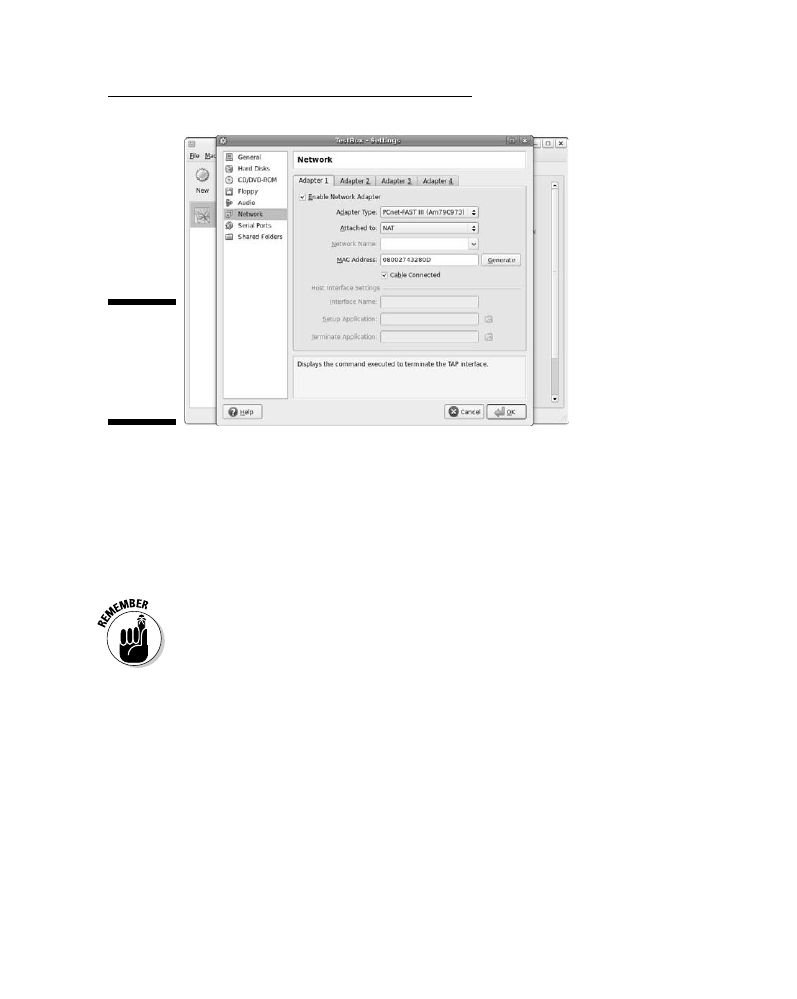 TestBox - Settings
File Mac
New
General
Hard Disks
CD/DVD-ROM
Floppy
Audio
Network
Serial Ports
Shared Folders
Network
Adapter 1 Adapter 2 Adapter 3 Adapter 4
Enable Network Adapter
Adapter Type: PCnet-FAST III (Am79C973)
Attached to: NAT
Network Name:
MAC Address: 08002743280D Generate
Cable Connected
Host Interface Settings
Interface Name:
Setup Application:
Terminate Application:
Displays the command executed to terminate the TAP interface.
Help Cancel OK
REMEMBER